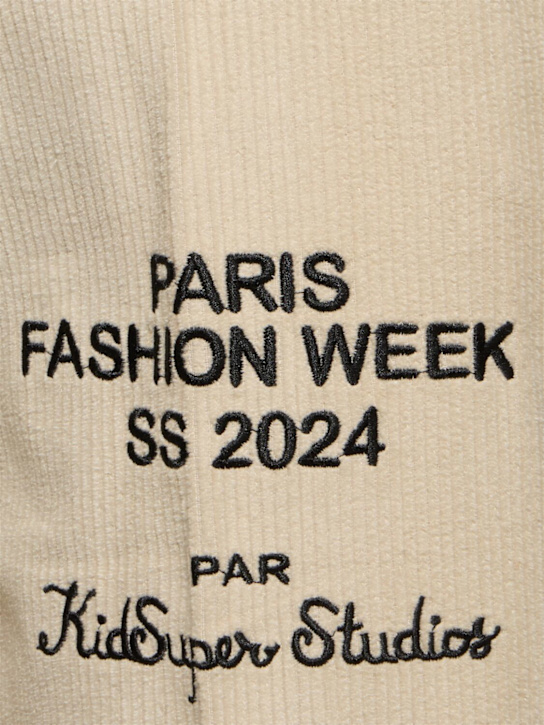 PARIS
FASHION WEEK
SS 2024
PAR
KidSuper Studios